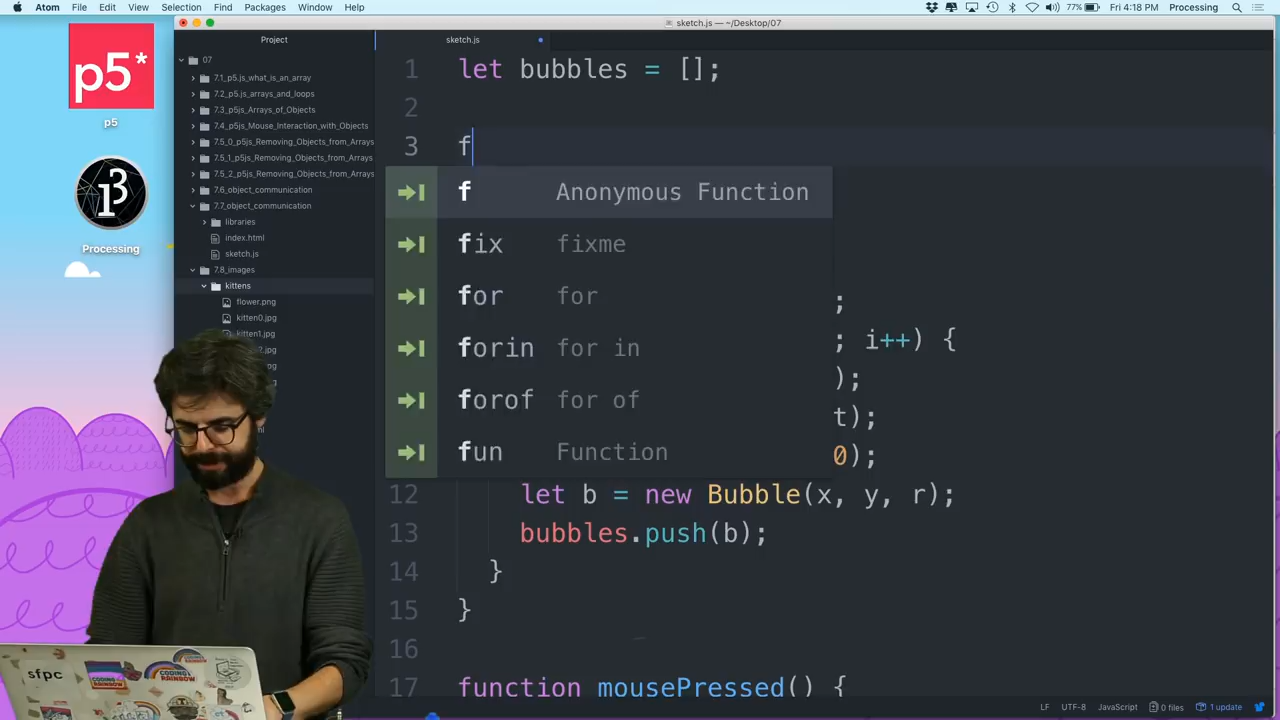 Atom File Edit View Selection Find Packages Window Help
77% Fri 4:18 PM Processing
sketch.js — ~/Desktop/07
Project
sketch.js
07
7.1_p5.js_what_is_an_array
7.2_p5.js_arrays_and_loops
7.3_p5js_Arrays_of_Objects
7.4_p5js_Mouse_Interaction_with_Objects
7.5_0_p5js_Removing_Objects_from_Arrays
7.5_1_p5js_Removing_Objects_from_Arrays
7.5_2_p5js_Removing_Objects_from_Arrays
7.6_object_communication
7.7_object_communication
libraries
index.html
sketch.js
7.8_images
kittens
flower.png
kitten0.jpg
kitten1.jpg
p5*
p5
Processing
1 let bubbles = [];
2
3 f
f Anonymous Function
fix fixme
for for
forin for in
forof for of
fun Function
;
; i++) {
);
t);
0);
12 let b = new Bubble(x, y, r);
13 bubbles.push(b);
14 }
15 }
16
17 function mousePressed() {
sfpc
CODING RAINBOW
LF UTF-8 JavaScript 0 files 1 update